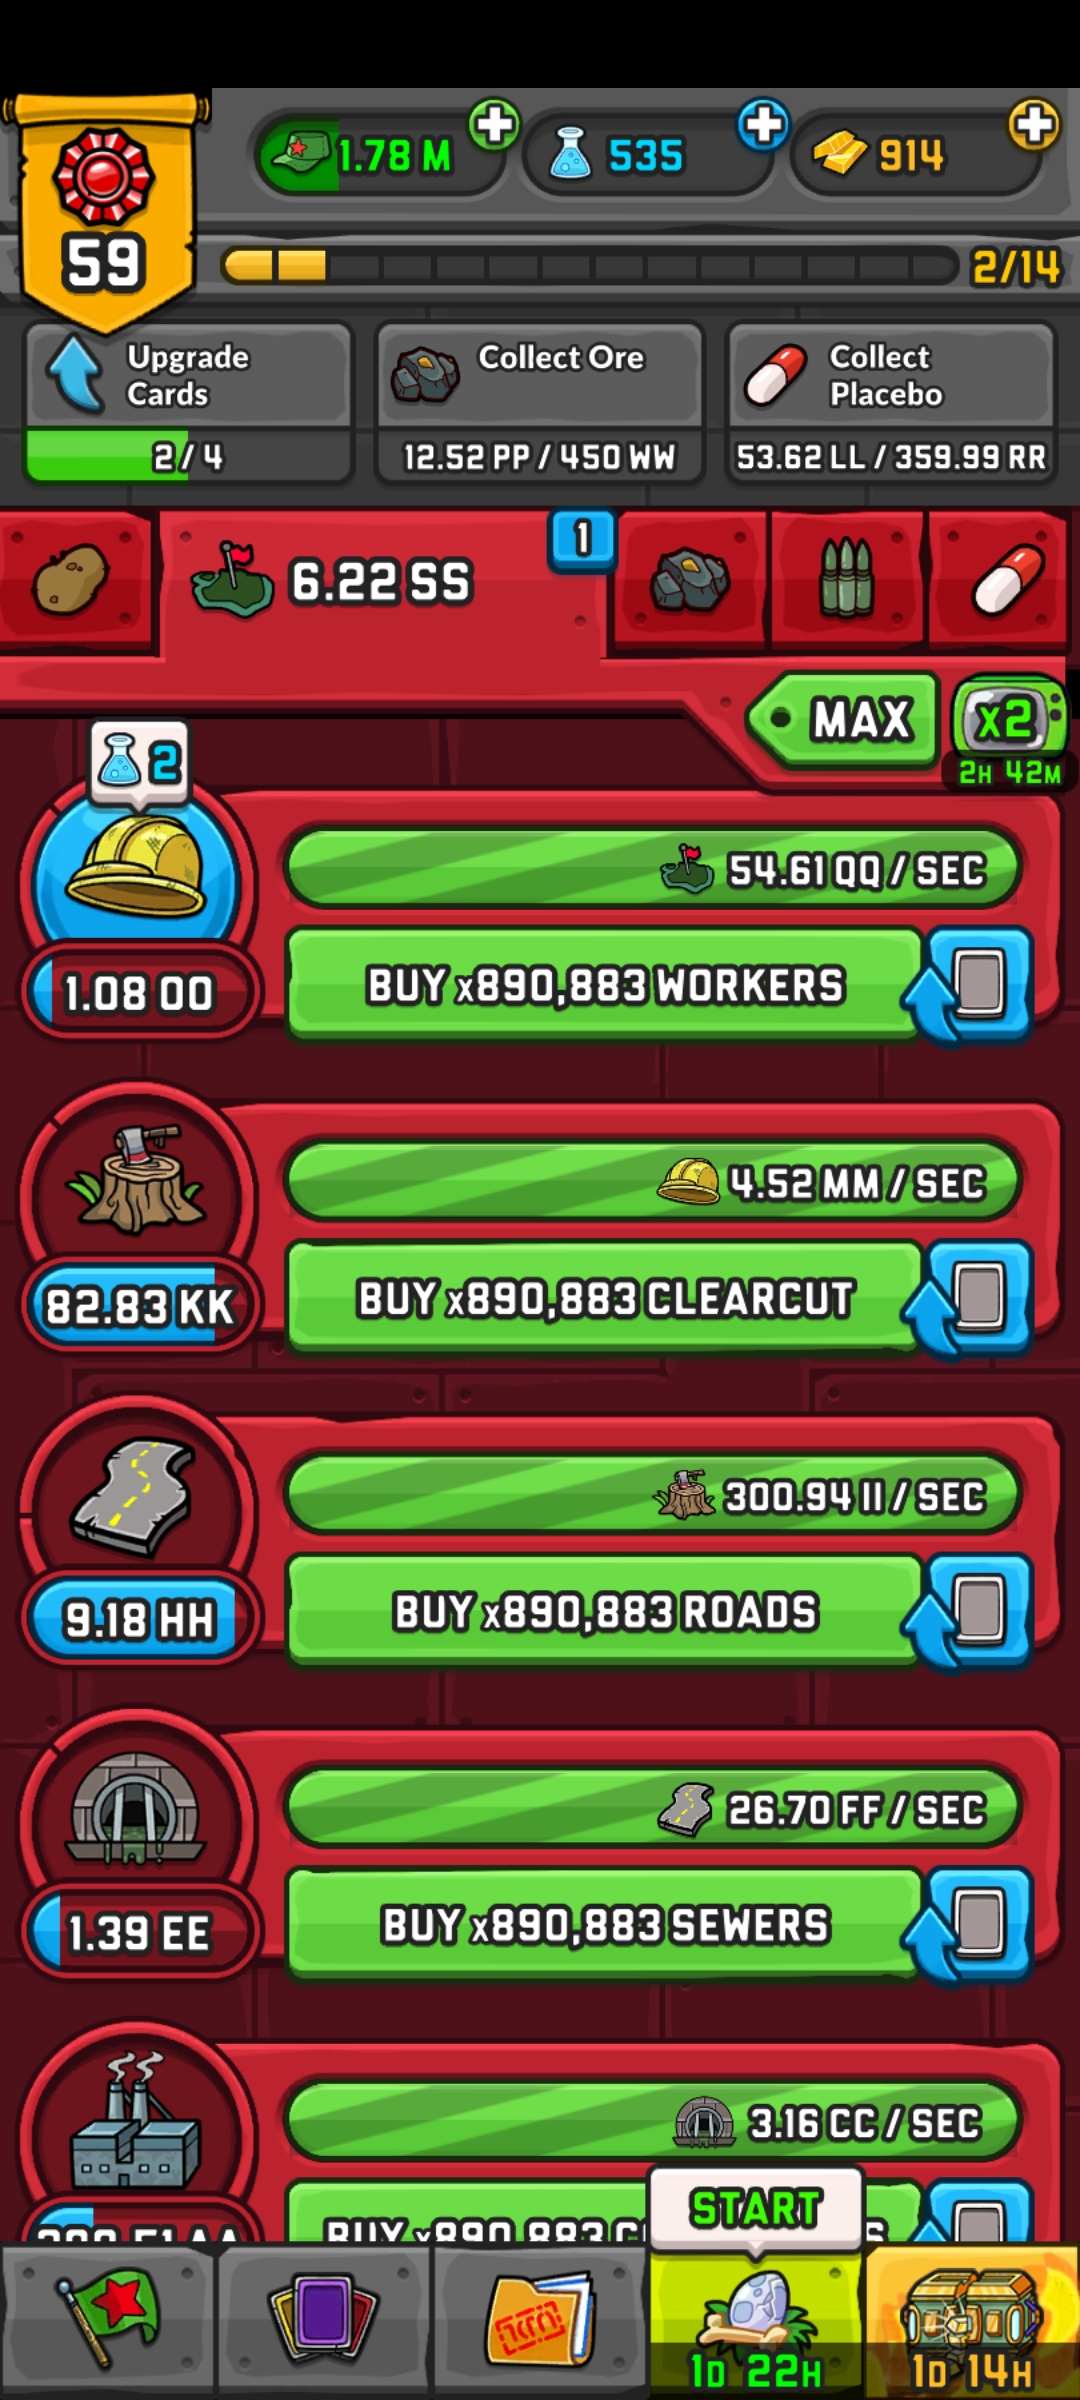 1.78 M
535
914
59
2/14
Upgrade
Cards
2/4
Collect Ore
12.52 PP / 450 WW
Collect
Placebo
53.62 LL / 359.99 RR
6.22 SS
1
MAX
x2
2H 42M
2
54.61 QQ / SEC
1.08 OO
BUY x890,883 WORKERS
4.52 MM / SEC
82.83 KK
BUY x890,883 CLEARCUT
300.94 II / SEC
9.18 HH
BUY x890,883 ROADS
26.70 FF / SEC
1.39 EE
BUY x890,883 SEWERS
3.16 CC / SEC
BUY x890,883
START
1D 22H
1D 14H